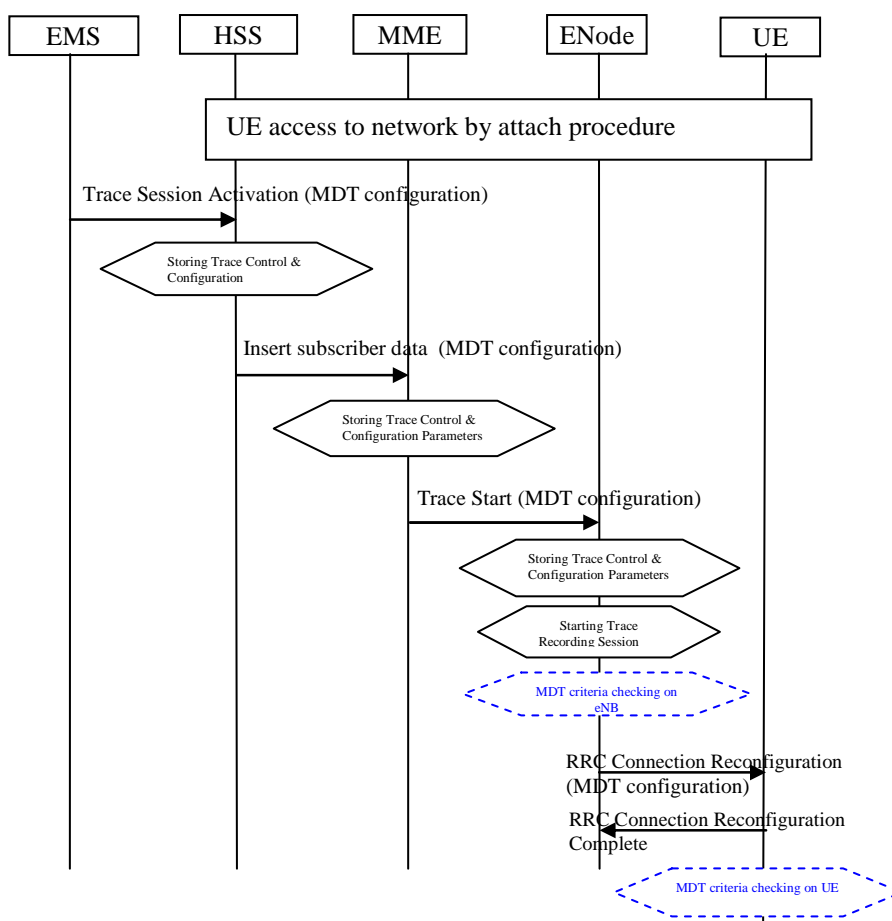 EMS
HSS
MME
ENode
UE
UE access to network by attach procedure
Trace Session Activation (MDT configuration)
Storing Trace Control &
Configuration
Insert subscriber data (MDT configuration)
Storing Trace Control &
Configuration Parameters
Trace Start (MDT configuration)
Storing Trace Control &
Configuration Parameters
Starting Trace
Recording Session
MDT criteria checking on
eNB
RRC Connection Reconfiguration
(MDT configuration)
RRC Connection Reconfiguration
Complete
MDT criteria checking on UE